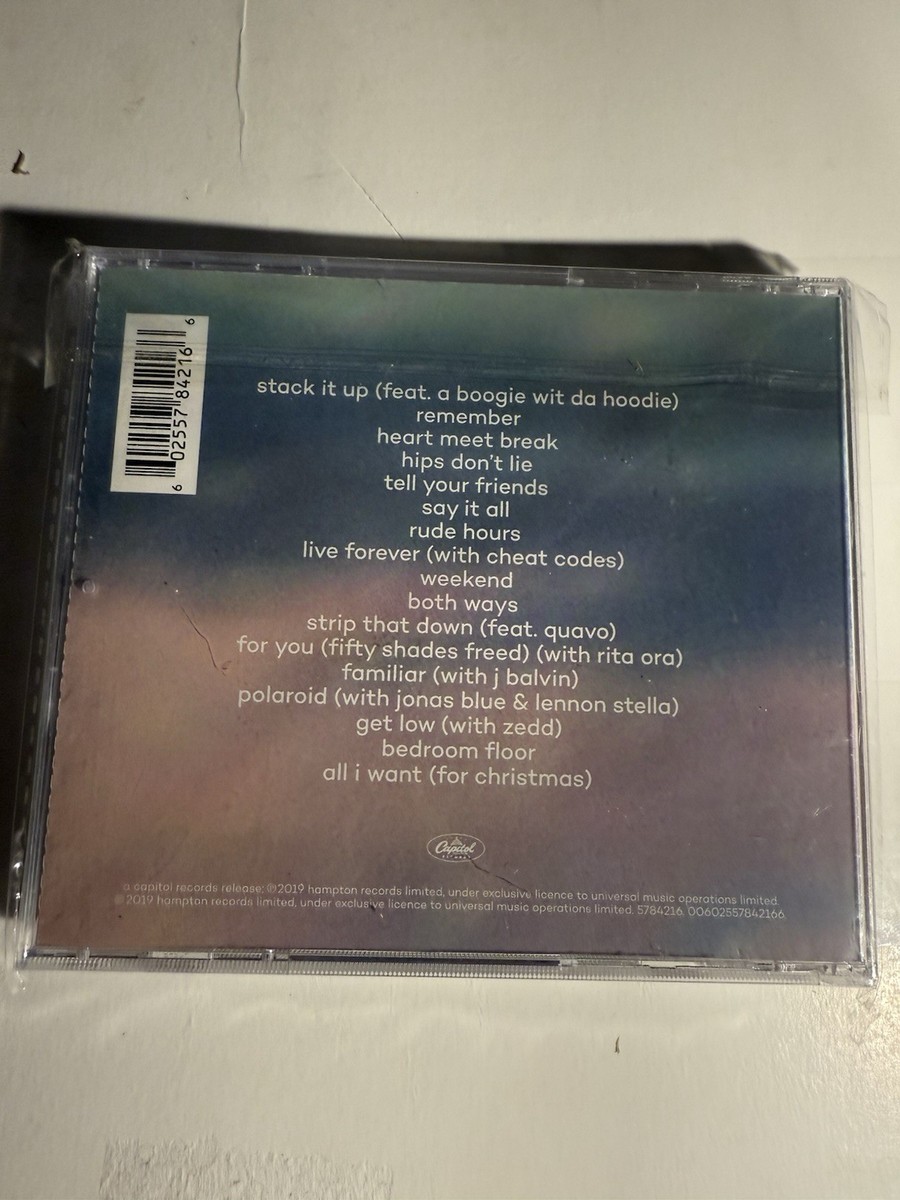 6 02557 84216 6
stack it up (feat. a boogie wit da hoodie)
remember
heart meet break
hips don't lie
tell your friends
say it all
rude hours
live forever (with cheat codes)
weekend
both ways
strip that down (feat. quavo)
for you (fifty shades freed) (with rita ora)
familiar (with j balvin)
polaroid (with jonas blue & lennon stella)
get low (with zedd)
bedroom floor
all i want (for christmas)
Capitol
RECORDS
a capitol records release: ℗2019 hampton records limited, under exclusive licence to universal music operations limited.
©2019 hampton records limited, under exclusive licence to universal music operations limited. 5784216. 00602557842166.